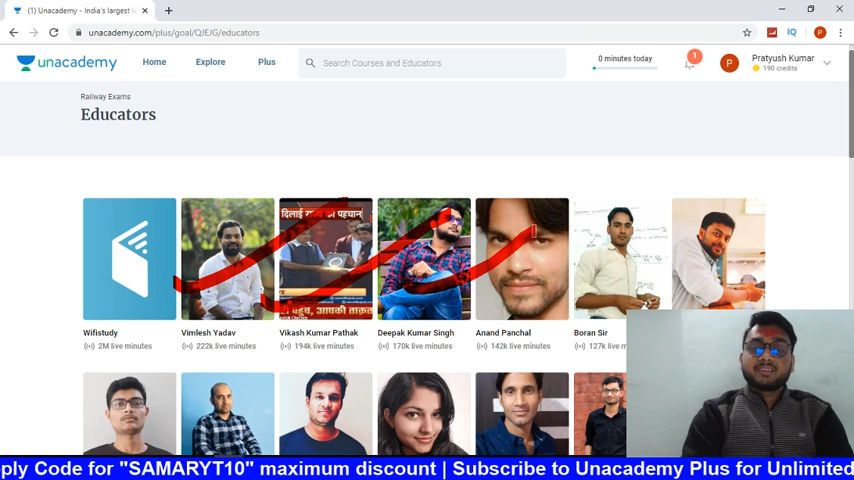 (1) Unacademy - India's largest le
unacademy.com/plus/goal/QJEJG/educators
unacademy
Home
Explore
Plus
Search Courses and Educators
0 minutes today
1
P
Pratyush Kumar
190 credits
Railway Exams
Educators
दिलाई राज्य को पहचान
Wifistudy
2M live minutes
Vimlesh Yadav
222k live minutes
Vikash Kumar Pathak
194k live minutes
Deepak Kumar Singh
170k live minutes
Anand Panchal
142k live minutes
Boran Sir
127k live m
ply Code for "SAMARYT10" maximum discount | Subscribe to Unacademy Plus for Unlimited